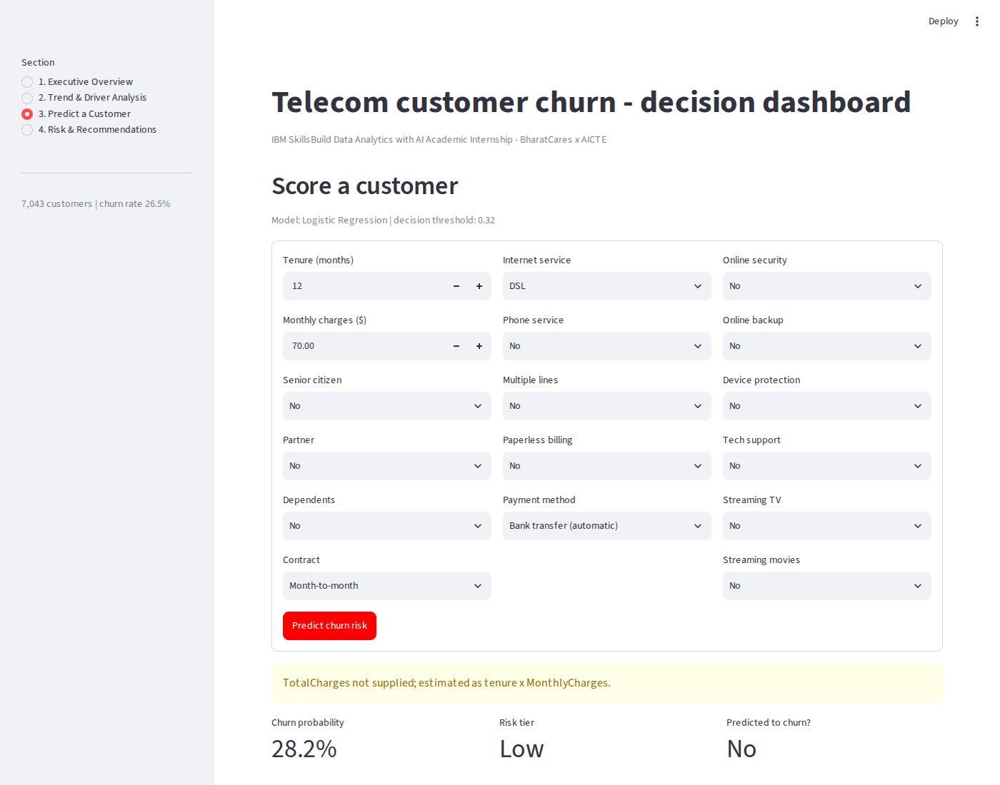 Deploy
Section
1. Executive Overview
2. Trend & Driver Analysis
3. Predict a Customer
4. Risk & Recommendations
7,043 customers | churn rate 26.5%
Telecom customer churn - decision dashboard
IBM SkillsBuild Data Analytics with AI Academic Internship - BharatCares x AICTE
Score a customer
Model: Logistic Regression | decision threshold: 0.32
Tenure (months)
12
Monthly charges ($)
70.00
Senior citizen
No
Partner
No
Dependents
No
Contract
Month-to-month
Internet service
DSL
Phone service
No
Multiple lines
No
Paperless billing
No
Payment method
Bank transfer (automatic)
Online security
No
Online backup
No
Device protection
No
Tech support
No
Streaming TV
No
Streaming movies
No
Predict churn risk
TotalCharges not supplied; estimated as tenure x MonthlyCharges.
Churn probability
28.2%
Risk tier
Low
Predicted to churn?
No